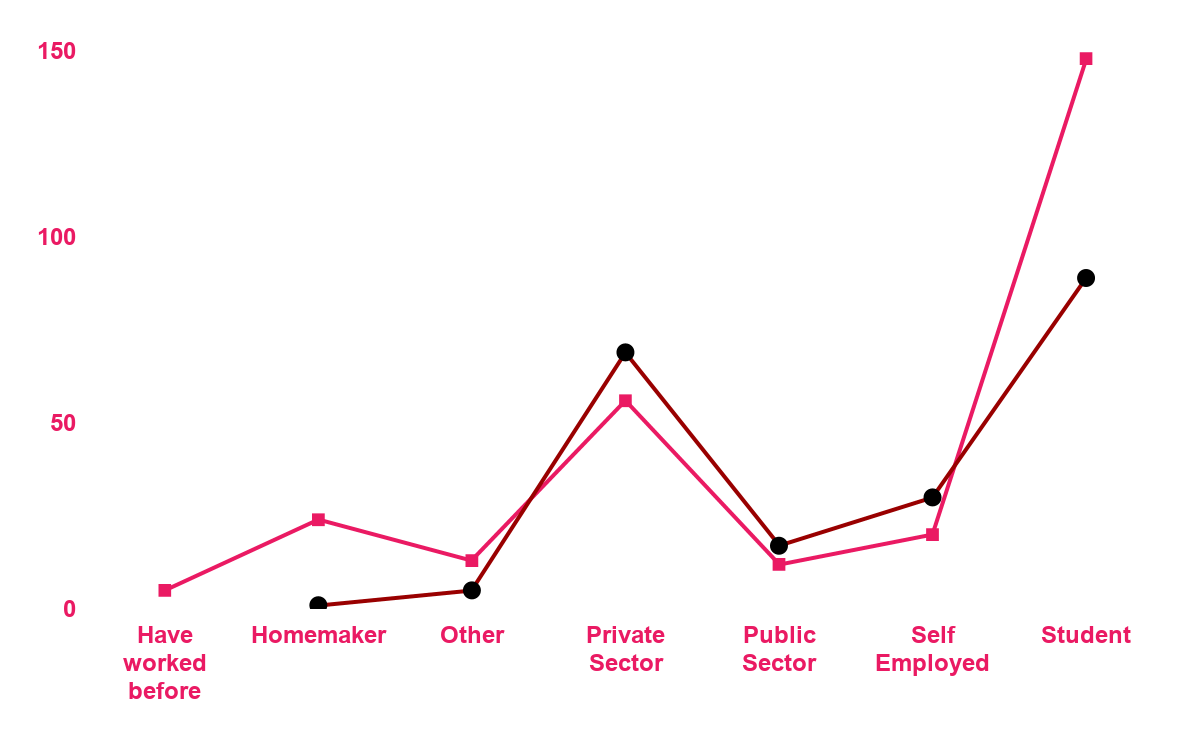 150
100
50
0
Have
worked
before
Homemaker
Other
Private
Sector
Public
Sector
Self
Employed
Student